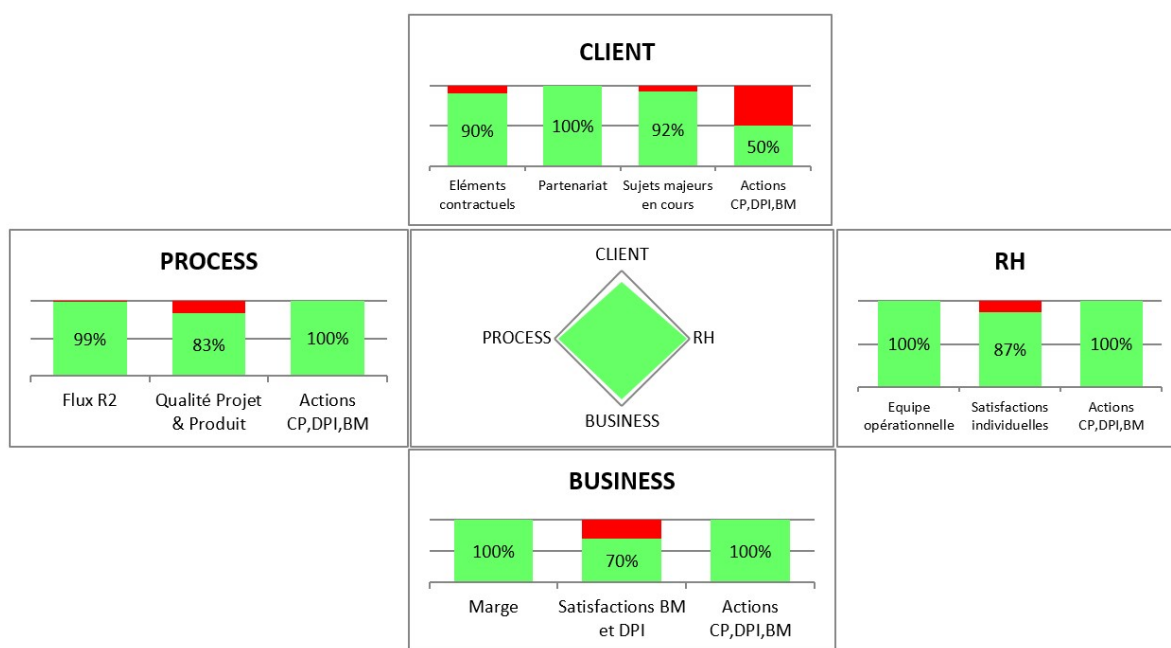 CLIENT
90%
100%
92%
50%
Eléments
contractuels
Partenariat
Sujets majeurs
en cours
Actions
CP,DPI,BM
PROCESS
99%
83%
100%
Flux R2
Qualité Projet
& Produit
Actions
CP,DPI,BM
CLIENT
PROCESS
RH
BUSINESS
RH
100%
87%
100%
Equipe
opérationnelle
Satisfactions
individuelles
Actions
CP,DPI,BM
BUSINESS
100%
70%
100%
Marge
Satisfactions BM
et DPI
Actions
CP,DPI,BM